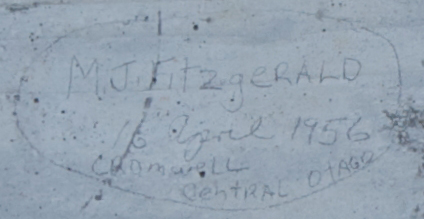 M.J. FitzgeRALD
16 April 1956
CROmwELL
CeNTRAL OTAGO